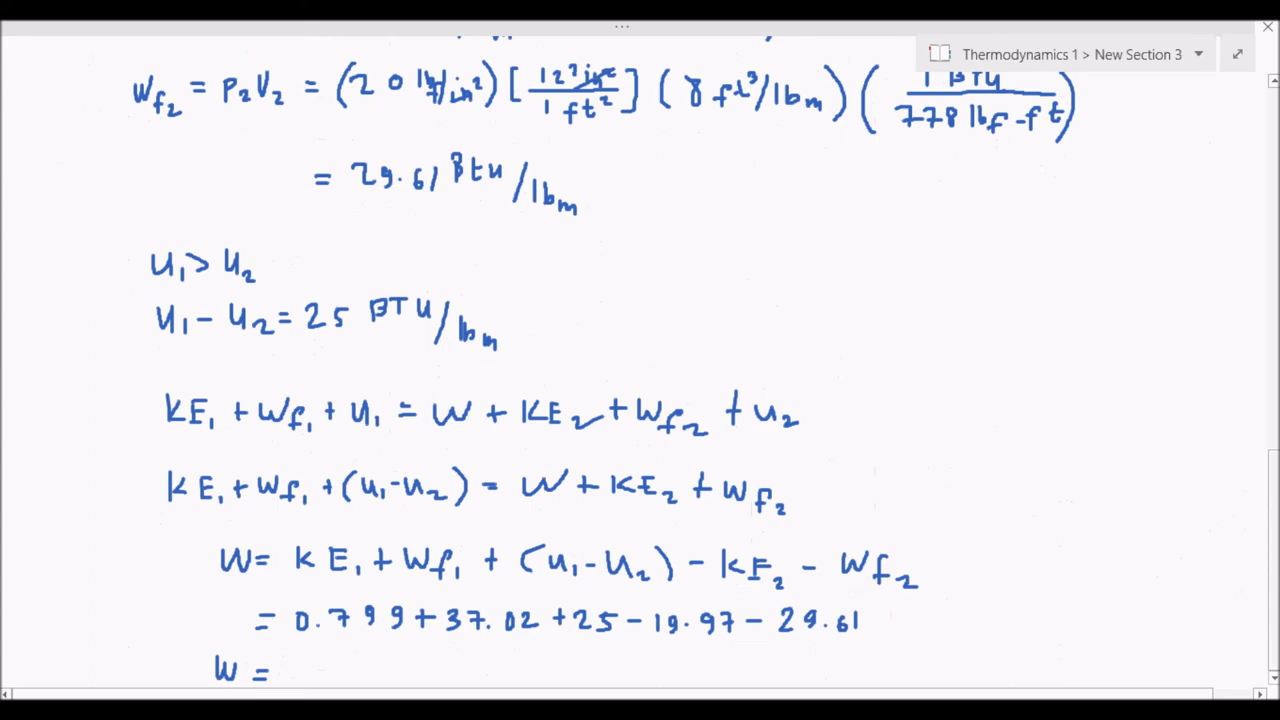 Thermodynamics 1 > New Section 3
Wf2 = P2V2 = (20 lbf/in²) [12² in² / 1 ft²] (8 ft³/lbm) (1 BTU / 778 lbf-ft)
= 29.61 Btu/lbm
u1 > u2
u1 - u2 = 25 BTU/lbm
KE1 + Wf1 + u1 = W + KE2 + Wf2 + u2
KE1 + Wf1 + (u1-u2) = W + KE2 + Wf2
W = KE1 + Wf1 + (u1-u2) - KE2 - Wf2
= 0.799 + 37.02 + 25 - 19.97 - 29.61
W =